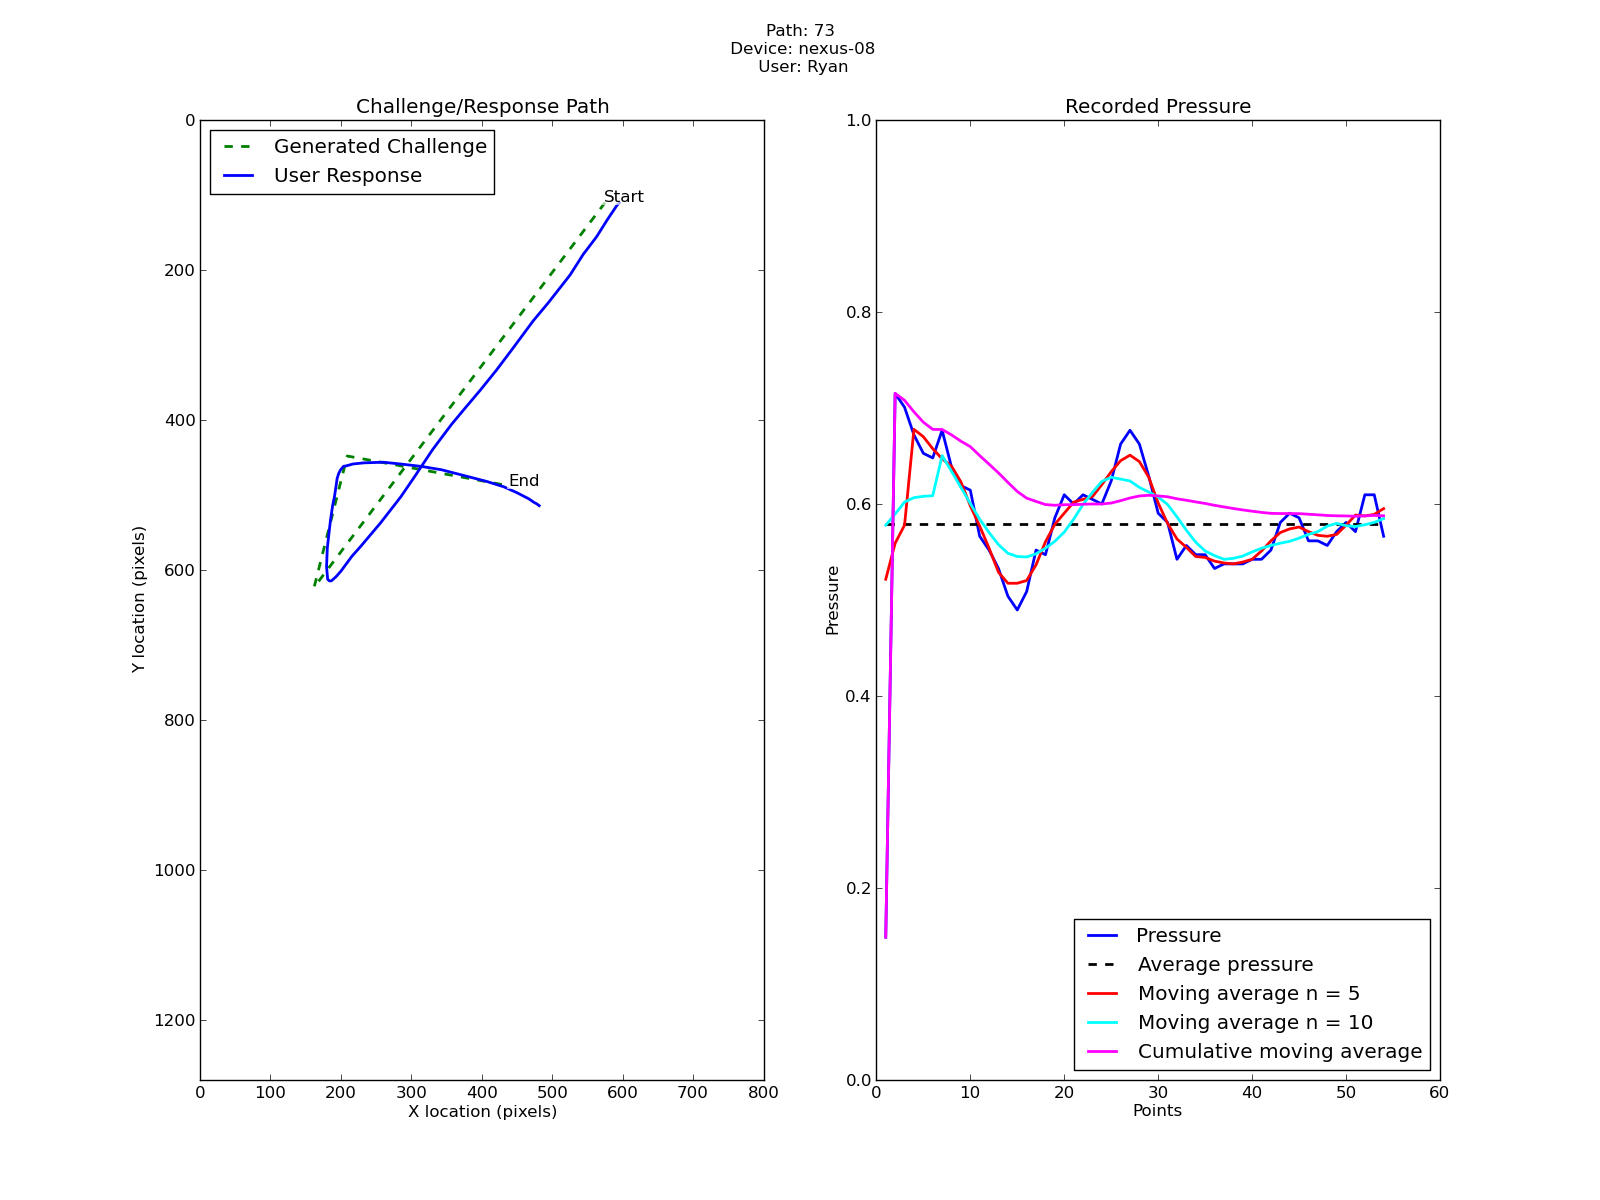 Path: 73
Device: nexus-08
User: Ryan
Challenge/Response Path
Generated Challenge
User Response
Start
End
0
200
400
600
800
1000
1200
Y location (pixels)
0 100 200 300 400 500 600 700 800
X location (pixels)
Recorded Pressure
1.0
0.8
0.6
0.4
0.2
0.0
Pressure
Pressure
Average pressure
Moving average n = 5
Moving average n = 10
Cumulative moving average
0 10 20 30 40 50 60
Points